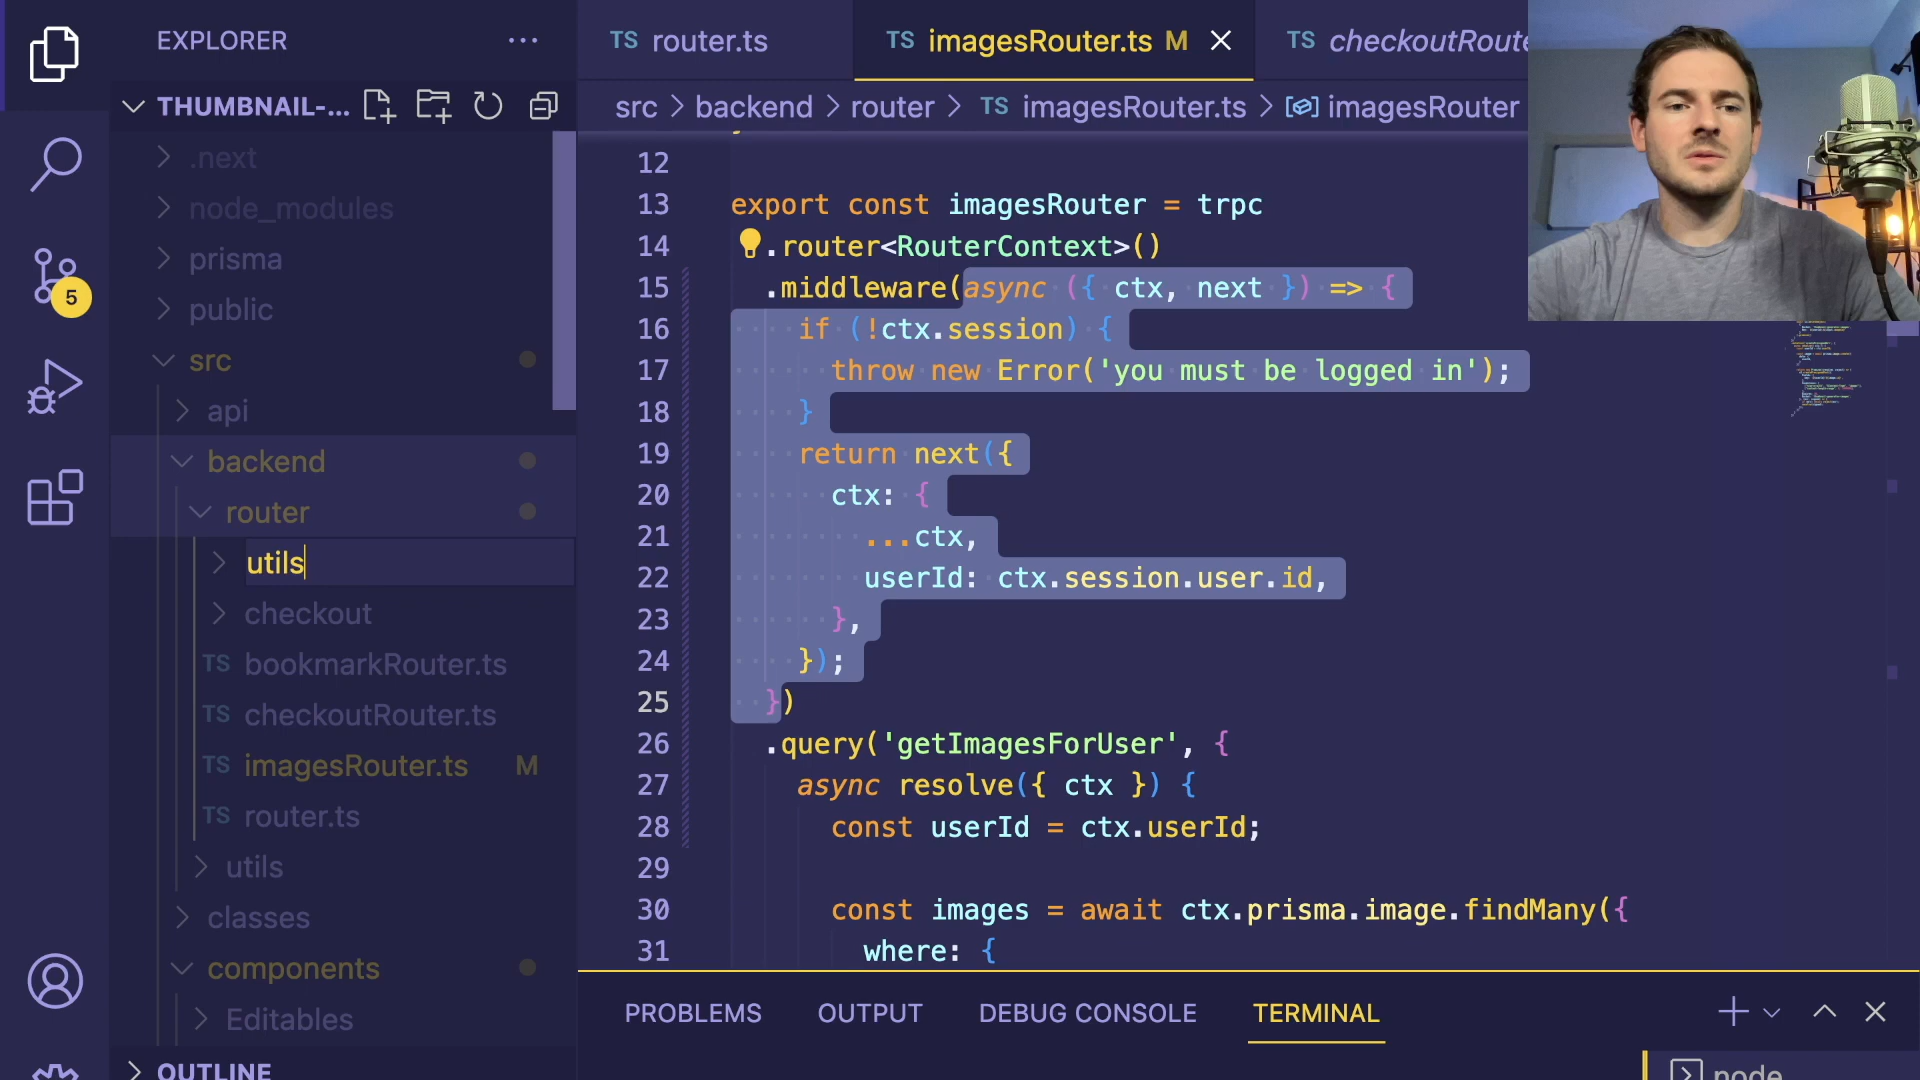 EXPLORER
THUMBNAIL-...
.next
node_modules
prisma
public
src
api
backend
router
utils
checkout
TS bookmarkRouter.ts
TS checkoutRouter.ts
TS imagesRouter.ts M
TS router.ts
utils
classes
components
Editables
OUTLINE
5
TS router.ts
TS imagesRouter.ts M
TS checkoutRoute
src > backend > router > TS imagesRouter.ts > imagesRouter
12
13 export const imagesRouter = trpc
14 .router<RouterContext>()
15 .middleware(async ({ ctx, next }) => {
16 if (!ctx.session) {
17 throw new Error('you must be logged in');
18 }
19 return next({
20 ctx: {
21 ...ctx,
22 userId: ctx.session.user.id,
23 },
24 });
25 })
26 .query('getImagesForUser', {
27 async resolve({ ctx }) {
28 const userId = ctx.userId;
29
30 const images = await ctx.prisma.image.findMany({
31 where: {
PROBLEMS OUTPUT DEBUG CONSOLE TERMINAL
node